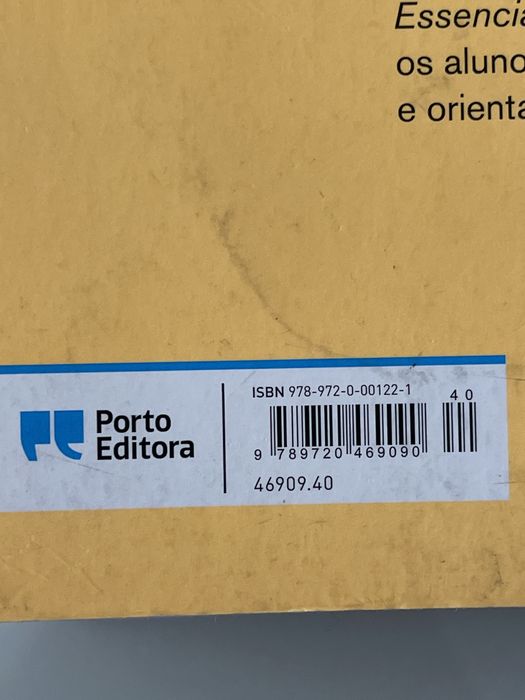 Essencia
os aluno
e orienta
Porto
Editora
ISBN 978-972-0-00122-1
40
9 789720 469090
46909.40